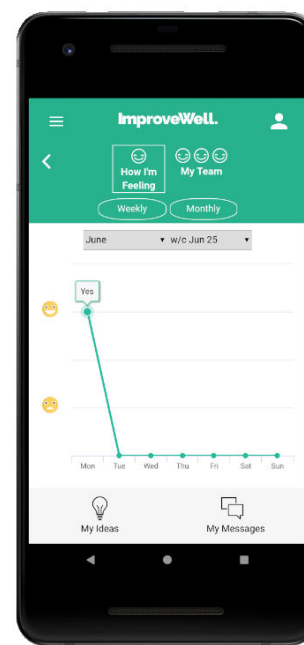 ImproveWell.
How I'm
Feeling
My Team
Weekly
Monthly
June
w/c Jun 25
Yes
Mon Tue Wed Thu Fri Sat Sun
My Ideas
My Messages